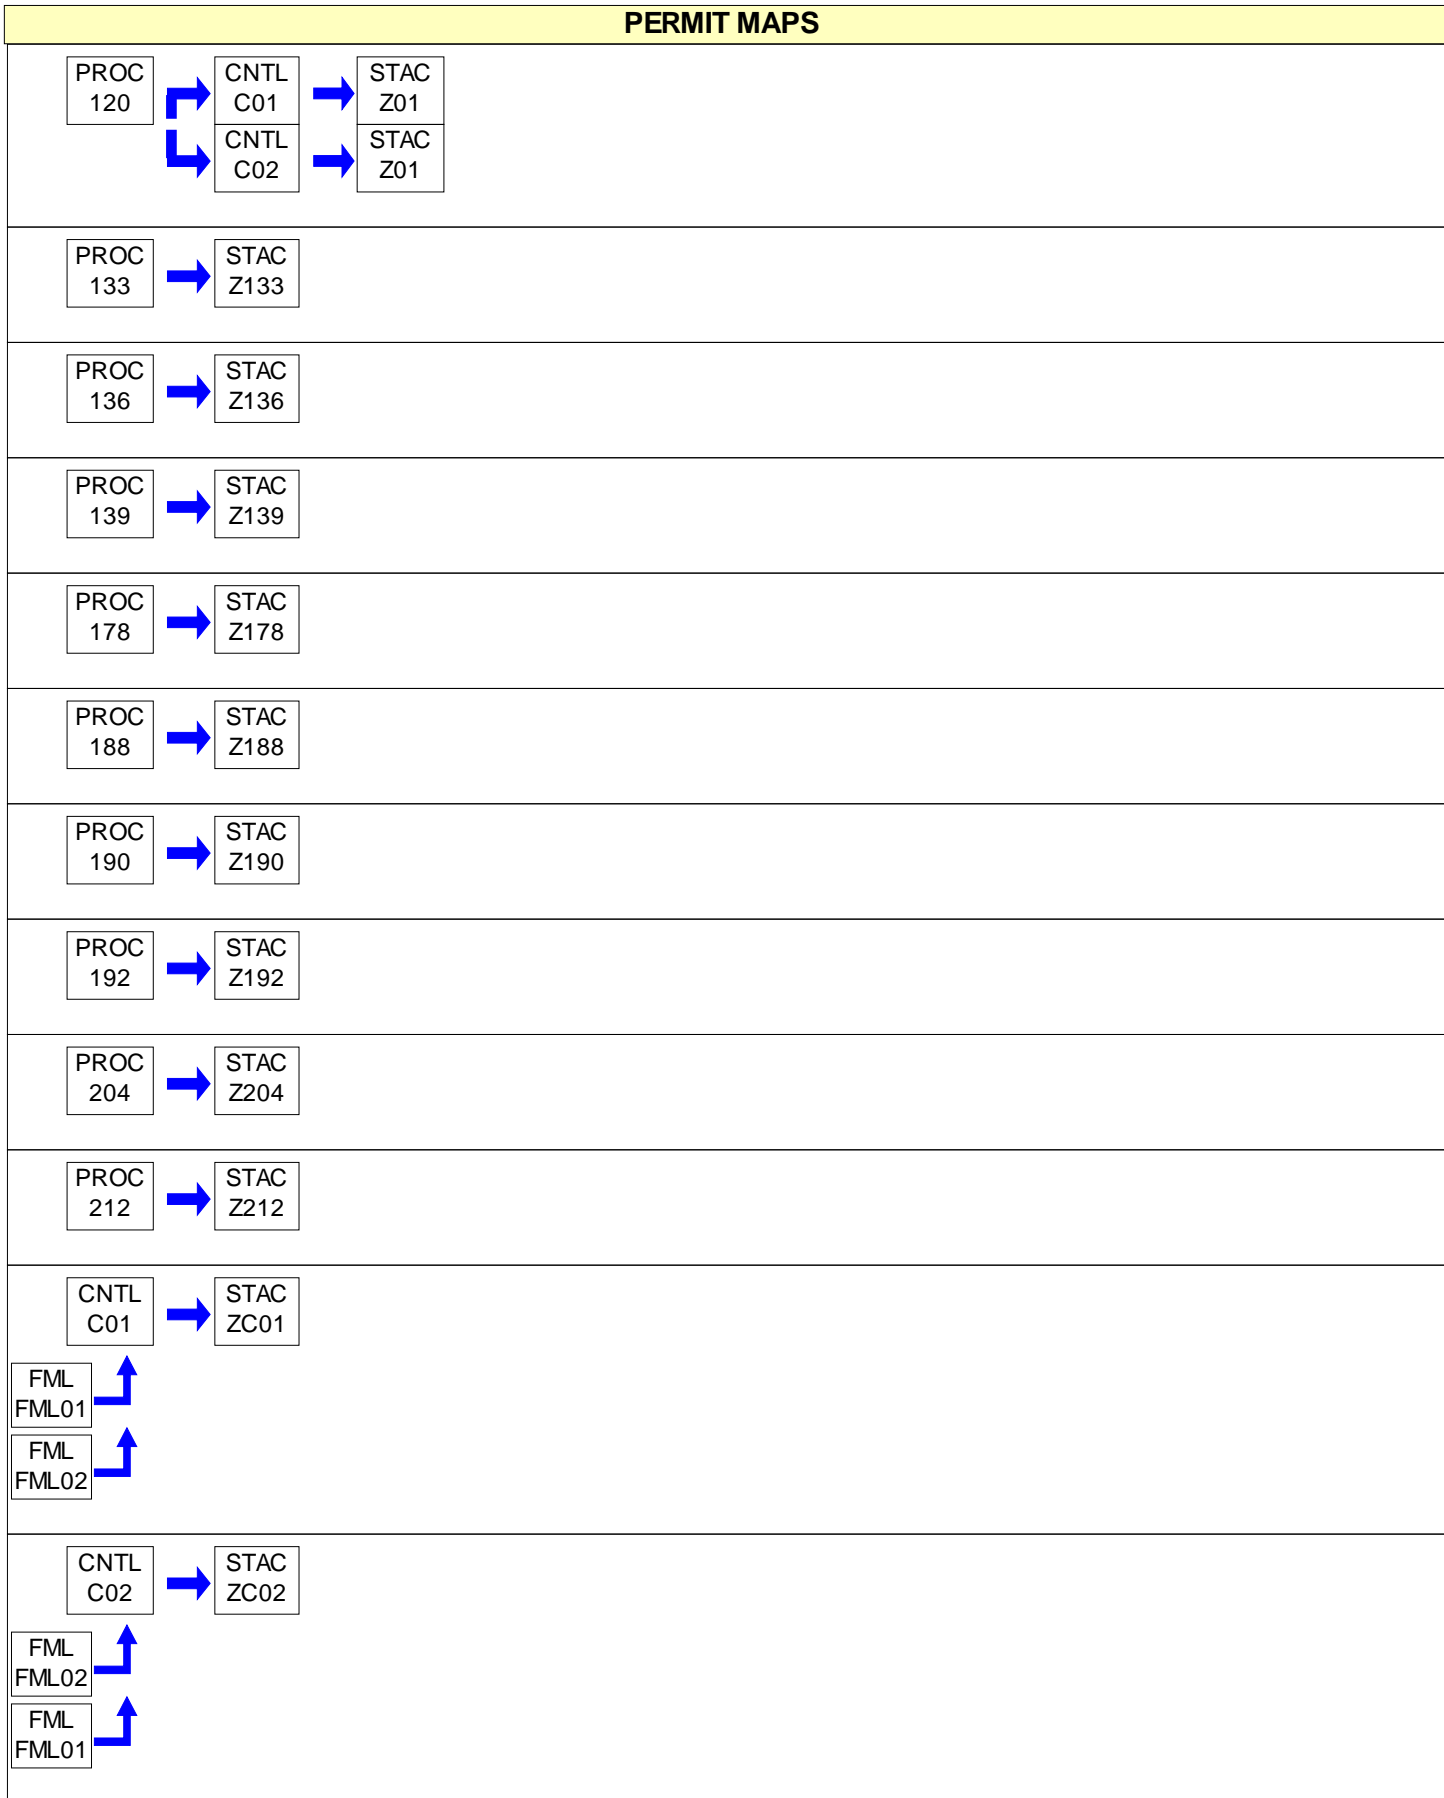 PERMIT MAPS
PROC
120
CNTL
C01
STAC
Z01
CNTL
C02
STAC
Z01
PROC
133
STAC
Z133
PROC
136
STAC
Z136
PROC
139
STAC
Z139
PROC
178
STAC
Z178
PROC
188
STAC
Z188
PROC
190
STAC
Z190
PROC
192
STAC
Z192
PROC
204
STAC
Z204
PROC
212
STAC
Z212
CNTL
C01
STAC
ZC01
FML
FML01
FML
FML02
CNTL
C02
STAC
ZC02
FML
FML02
FML
FML01